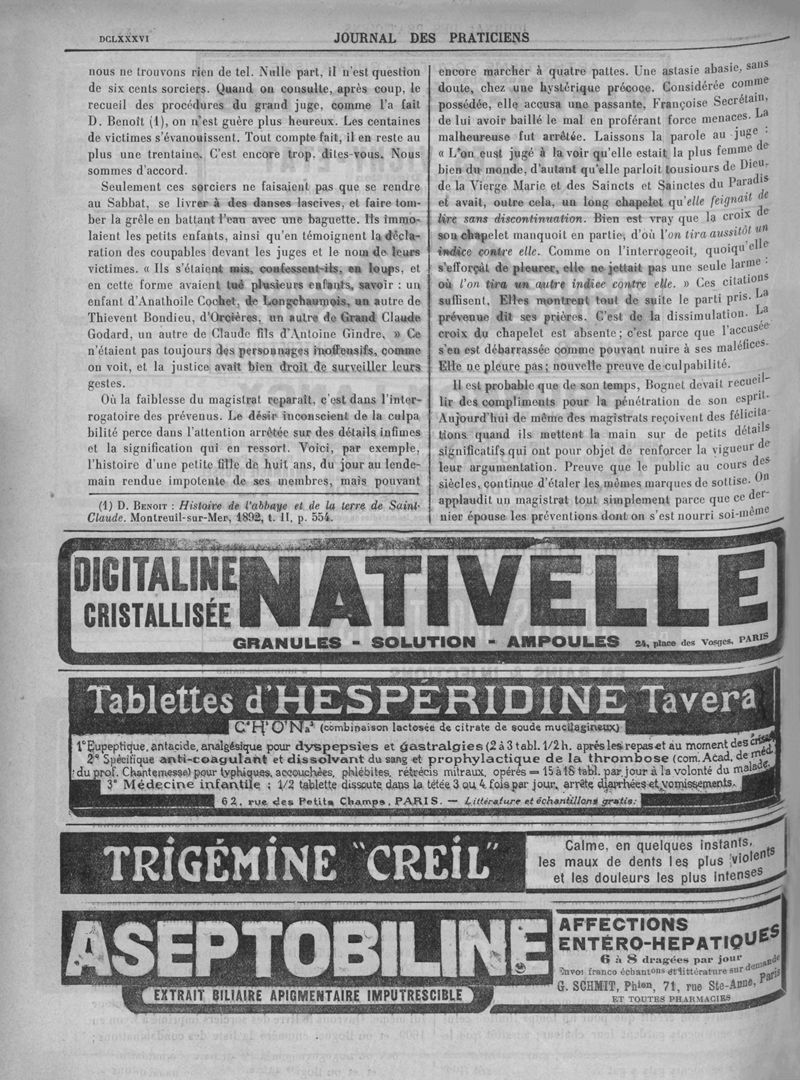 DCLXXXVI
JOURNAL DES PRATICIENS
nous ne trouvons rien de tel. Nulle part, il n'est question
de six cents sorciers. Quand on consulte, après coup, le
recueil des procédures du grand juge, comme l'a fait
D. Benoît (1), on n'est guère plus heureux. Les centaines
de victimes s'évanouissent. Tout compte fait, il en reste au
plus une trentaine. C'est encore trop, dites-vous. Nous
sommes d'accord.
Seulement ces sorciers ne faisaient pas que se rendre
au Sabbat, se livrer à des danses lascives, et faire tom-
ber la grêle en battant l'eau avec une baguette. Ils immo-
laient les petits enfants, ainsi qu'en témoignent la décla-
ration des coupables devant les juges et le nom de leurs
victimes. « Ils s'étaient mis, confessent-ils, en loups, et
en cette forme avaient tué plusieurs enfants, savoir : un
enfant d'Anathoile Cochet, de Longchaumois, un autre de
Thievent Bondieu, d'Orcières, un autre de Grand Claude
Godard, un autre de Claude fils d'Antoine Gindre. » Ce
n'étaient pas toujours des personnages inoffensifs, comme
on voit, et la justice avait bien droit de surveiller leurs
gestes.
Où la faiblesse du magistrat reparaît, c'est dans l'inter-
rogatoire des prévenus. Le désir inconscient de la culpa
bilité perce dans l'attention arrêtée sur des détails infimes
et la signification qui en ressort. Voici, par exemple,
l'histoire d'une petite fille de huit ans, du jour au lende-
main rendue impotente de ses membres, mais pouvant
(1) D. BENOIT : Histoire de l'abbaye et de la terre de Saint-
Claude. Montreuil-sur-Mer, 1892, t. II, p. 554.
encore marcher à quatre pattes. Une astasie abasie, sans
doute, chez une hystérique précoce. Considérée comme
possédée, elle accusa une passante, Françoise Secrétain,
de lui avoir baillé le mal en proférant force menaces. La
malheureuse fut arrêtée. Laissons la parole au juge :
« L'on eust jugé à la voir qu'elle estait la plus femme de
bien du monde, d'autant qu'elle parloit tousiours de Dieu,
de la Vierge Marie et des Saincts et Sainctes du Paradis
et avait, outre cela, un long chapelet qu'elle feignait de
lire sans discontinuation. Bien est vray que la croix de
son chapelet manquoit en partie, d'où l'on tira aussitôt un
indice contre elle. Comme on l'interrogeoit, quoiqu'elle
s'efforçât de pleurer, elle ne jettait pas une seule larme :
où l'on tira un autre indice contre elle. » Ces citations
suffisent. Elles montrent tout de suite le parti pris. La
prévenue dit ses prières. C'est de la dissimulation. La
croix du chapelet est absente ; c'est parce que l'accusée
s'en est débarrassée comme pouvant nuire à ses maléfices.
Elle ne pleure pas ; nouvelle preuve de culpabilité.
Il est probable que de son temps, Bognet devait recueil-
lir des compliments pour la pénétration de son esprit.
Aujourd'hui de même des magistrats reçoivent des félicita-
tions quand ils mettent la main sur de petits détails
significatifs qui ont pour objet de renforcer la vigueur de
leur argumentation. Preuve que le public au cours des
siècles, continue d'étaler les mêmes marques de sottise. On
applaudit un magistrat tout simplement parce que ce der-
nier épouse les préventions dont on s'est nourri soi-même
DIGITALINE
CRISTALLISÉE
NATIVELLE
GRANULES - SOLUTION - AMPOULES 24, place des Vosges, PARIS
Tablettes d'HESPÉRIDINE Tavera
(combinaison lactosée de citrate de soude mucilagineux)
1° Eupeptique, antacide, analgésique pour dyspepsies et gastralgies (2 à 3 tabl. 1/2 h. après les repas et au moment des crises
2° Spécifique anti-coagulant et dissolvant du sang et prophylactique de la thrombose (com. Acad. de méd.
du prof. Chantemesse) pour typhiques, accouchées, phlébites, rétrécis mitraux, opérés = 15 à 18 tabl. par jour à la volonté du malade.
3° Médecine infantile : 1/2 tablette dissoute dans la tétée 3 ou 4 fois par jour, arrête diarrhées et vomissements.
62, rue des Petits Champs, PARIS. — Littérature et échantillons gratis.
TRIGÉMINE "CREIL"
Calme, en quelques instants,
les maux de dents les plus violents
et les douleurs les plus intenses
ASEPTOBILINE
EXTRAIT BILIAIRE APIGMENTAIRE IMPUTRESCIBLE
AFFECTIONS
ENTÉRO-HEPATIQUES
6 à 8 dragées par jour
Envoi franco échantons et littérature sur demande
G. SCHMIT, Phien, 71, rue Ste-Anne, Paris
ET TOUTES PHARMACIES